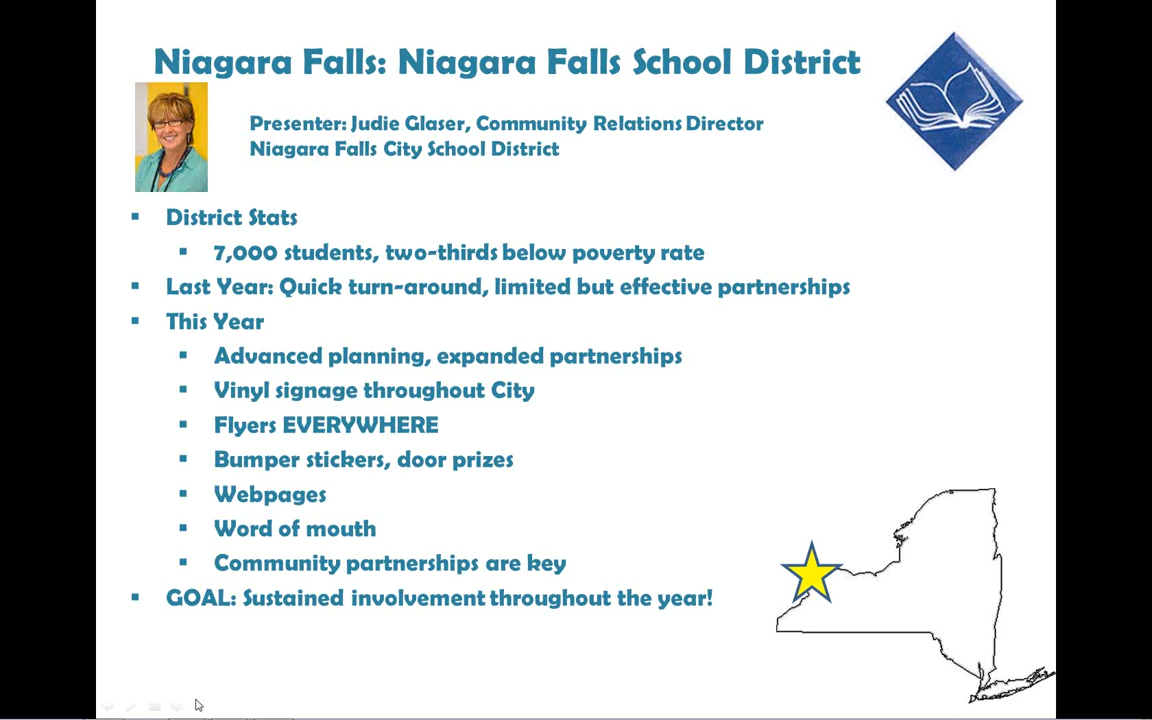 Niagara Falls: Niagara Falls School District
Presenter: Judie Glaser, Community Relations Director
Niagara Falls City School District
▪ District Stats
▪ 7,000 students, two-thirds below poverty rate
▪ Last Year: Quick turn-around, limited but effective partnerships
▪ This Year
▪ Advanced planning, expanded partnerships
▪ Vinyl signage throughout City
▪ Flyers EVERYWHERE
▪ Bumper stickers, door prizes
▪ Webpages
▪ Word of mouth
▪ Community partnerships are key
▪ GOAL: Sustained involvement throughout the year!